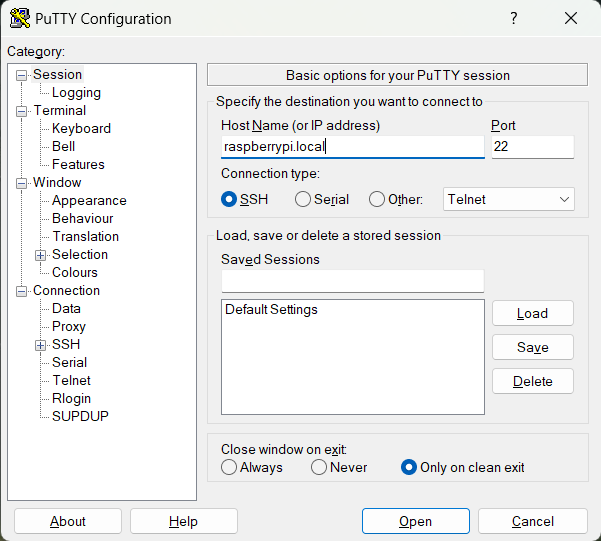 PuTTY Configuration
?
Category:
Session
Logging
Terminal
Keyboard
Bell
Features
Window
Appearance
Behaviour
Translation
Selection
Colours
Connection
Data
Proxy
SSH
Serial
Telnet
Rlogin
SUPDUP
Basic options for your PuTTY session
Specify the destination you want to connect to
Host Name (or IP address) Port
raspberrypi.local 22
Connection type:
SSH Serial Other: Telnet
Load, save or delete a stored session
Saved Sessions
Default Settings
Load
Save
Delete
Close window on exit:
Always Never Only on clean exit
About Help Open Cancel